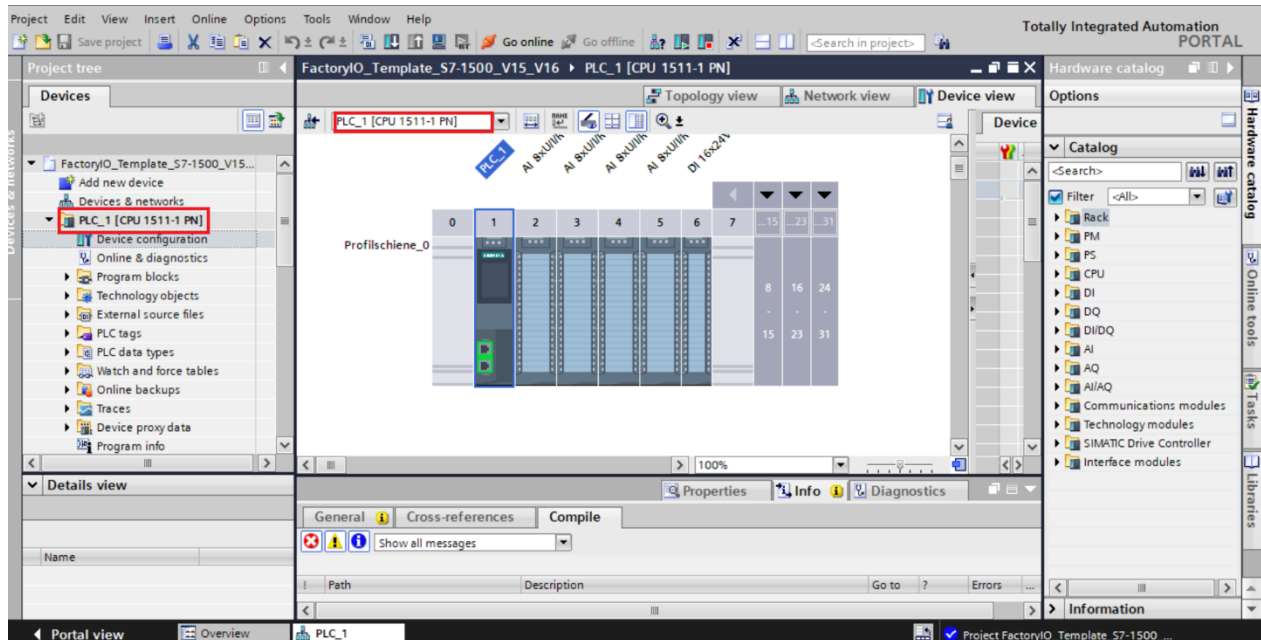 Project Edit View Insert Online Options Tools Window Help
Totally Integrated Automation
PORTAL
Save project
Go online
Go offline
<Search in project>
Project tree
FactoryIO_Template_S7-1500_V15_V16 ▸ PLC_1 [CPU 1511-1 PN]
Hardware catalog
Devices
Topology view
Network view
Device view
Options
PLC_1 [CPU 1511-1 PN]
Device
Devices & networks
FactoryIO_Template_S7-1500_V15...
Add new device
Devices & networks
PLC_1 [CPU 1511-1 PN]
Device configuration
Online & diagnostics
Program blocks
Technology objects
External source files
PLC tags
PLC data types
Watch and force tables
Online backups
Traces
Device proxy data
Program info
Details view
Name
PLC_1
AI 8xU/I/R
AI 8xU/I/R
AI 8xU/I/R
AI 8xU/I/R
DI 16x24V
0 1 2 3 4 5 6 7 ...15 ...23 ...31
Profilschiene_0
SIEMENS
8 16 24
- - -
15 23 31
100%
Properties
Info
Diagnostics
General
Cross-references
Compile
Show all messages
! Path Description Go to ? Errors ...
Catalog
<Search>
Filter
<All>
Rack
PM
PS
CPU
DI
DQ
DI/DQ
AI
AQ
AI/AQ
Communications modules
Technology modules
SIMATIC Drive Controller
Interface modules
Information
Hardware catalog
Online tools
Tasks
Libraries
Portal view
Overview
PLC_1
Project FactoryIO_Template_S7-1500_...